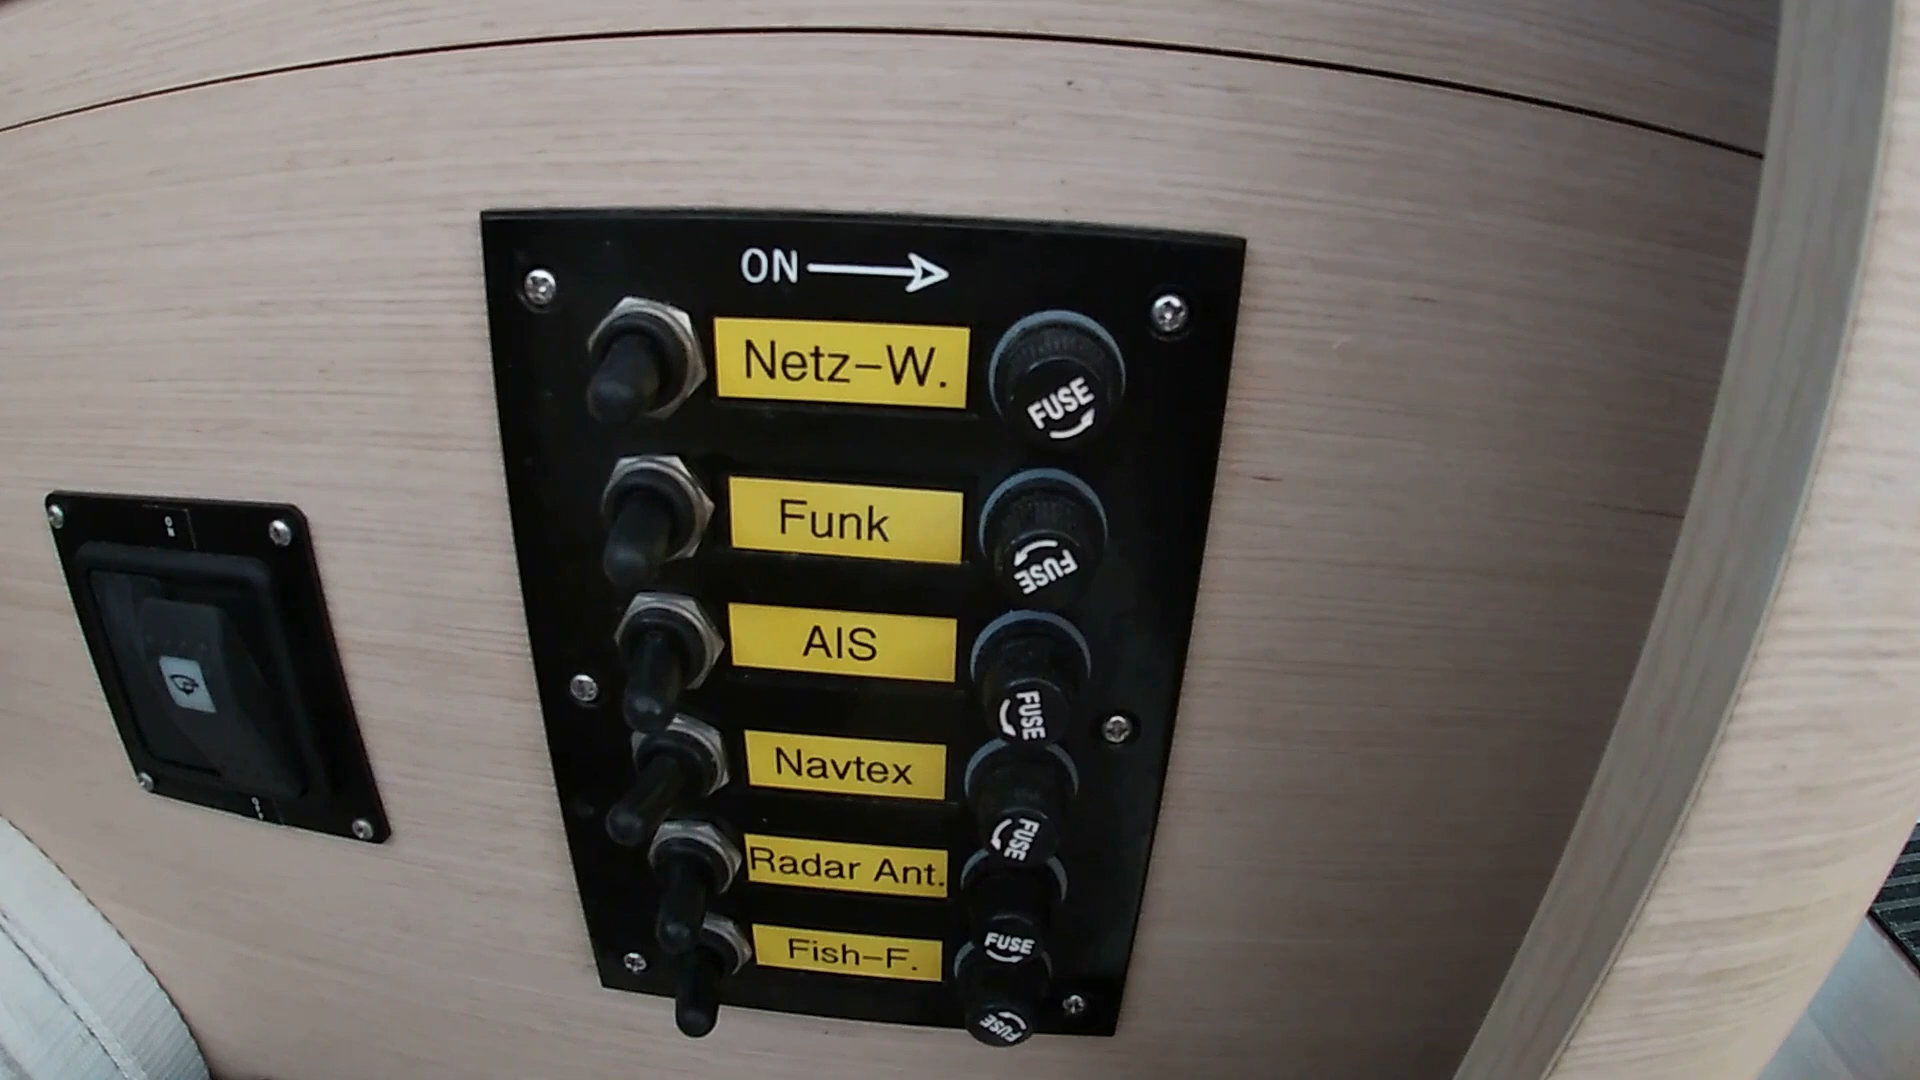 ON
Netz-W.
FUSE
Funk
FUSE
AIS
FUSE
Navtex
FUSE
Radar Ant.
FUSE
Fish-F.
FUSE